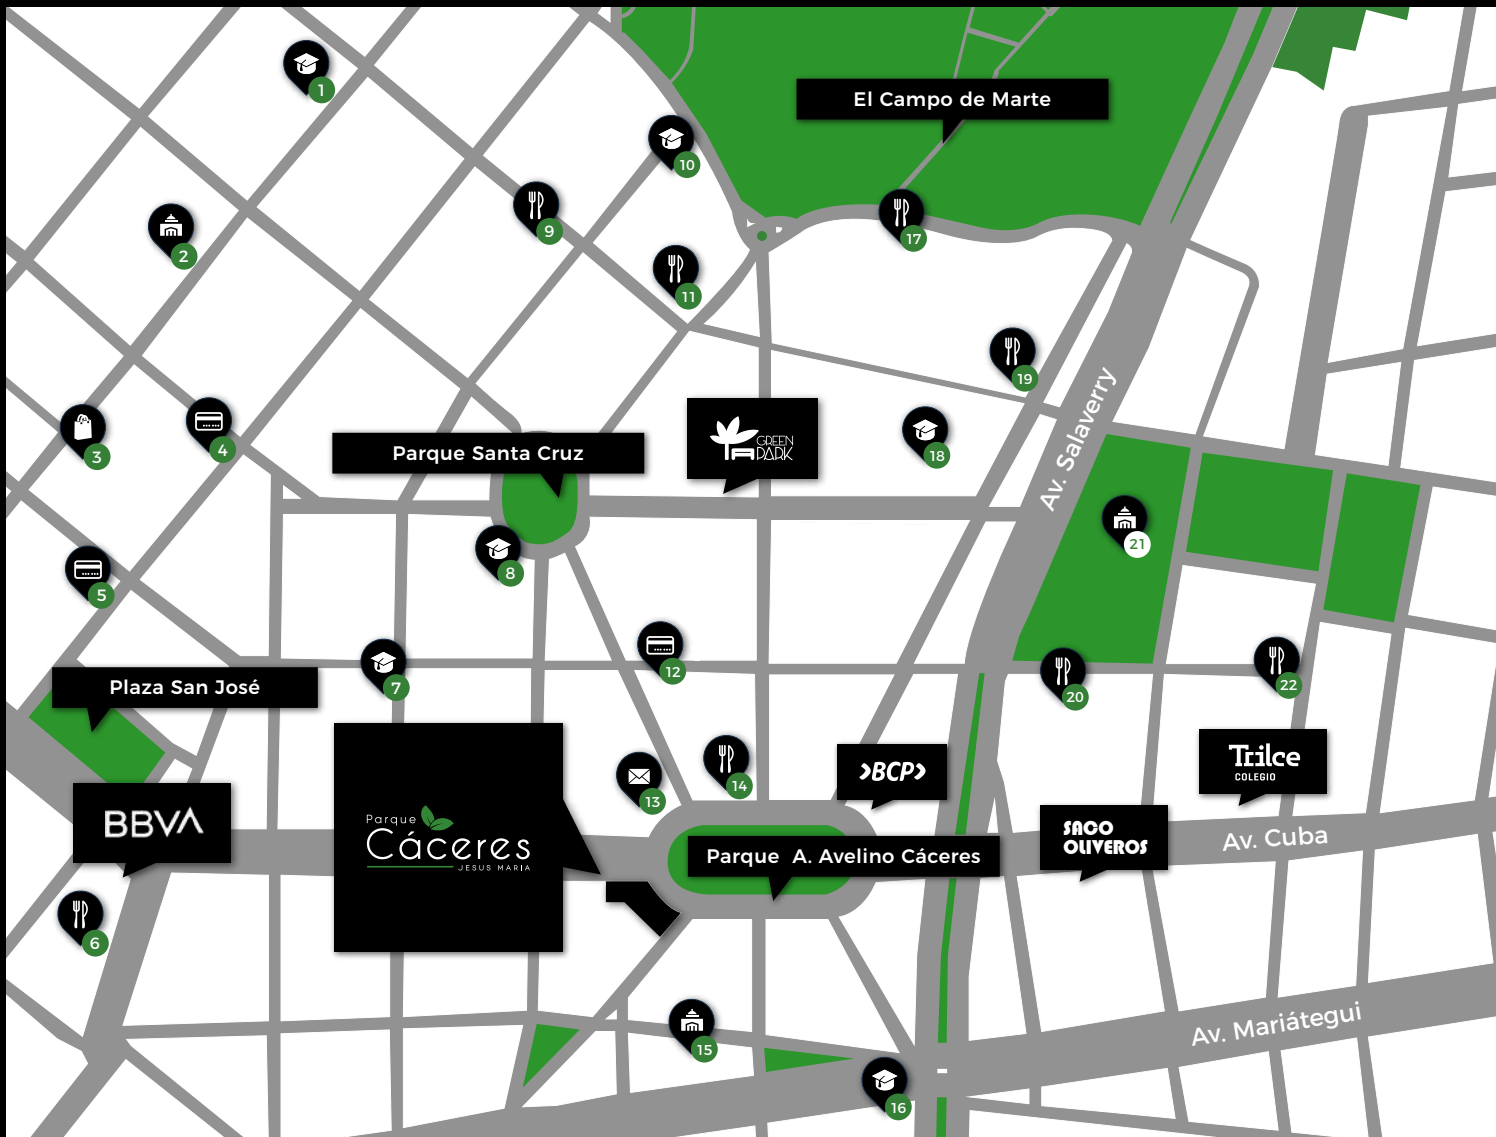 1
El Campo de Marte
10
2
9
17
11
19
Av. Salaverry
3
4
GREEN
PARK
18
Parque Santa Cruz
21
5
8
7
12
20
22
Plaza San José
13
14
>BCP>
Trilce
COLEGIO
BBVA
Parque
Cáceres
JESUS MARIA
SACO
OLIVEROS
Av. Cuba
Parque A. Avelino Cáceres
6
15
Av. Mariátegui
16